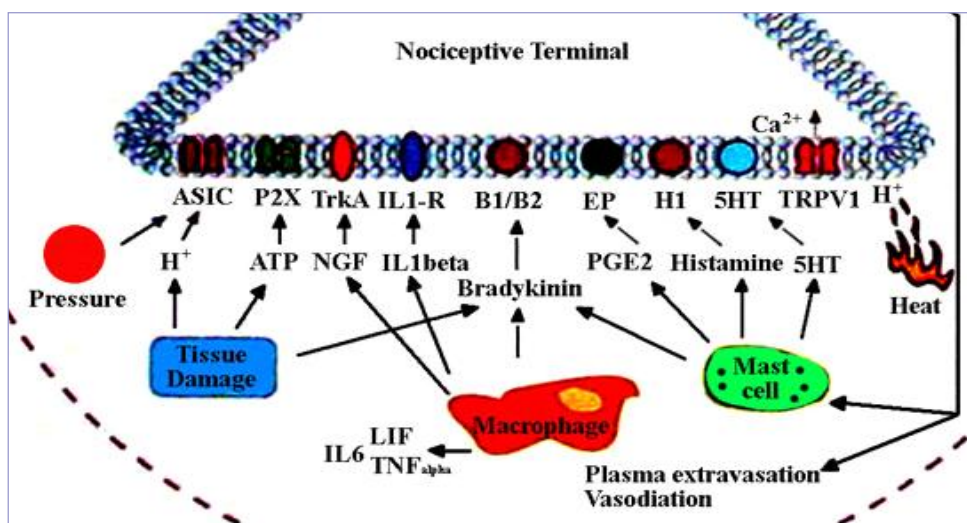 Nociceptive Terminal
Ca2+
ASIC P2X TrkA IL1-R B1/B2 EP H1 5HT TRPV1 H+
H+ ATP NGF IL1beta PGE2 Histamine 5HT
Pressure
Bradykinin
Heat
Tissue
Damage
Mast
cell
Macrophage
LIF
IL6
TNFalpha
Plasma extravasation
Vasodiation